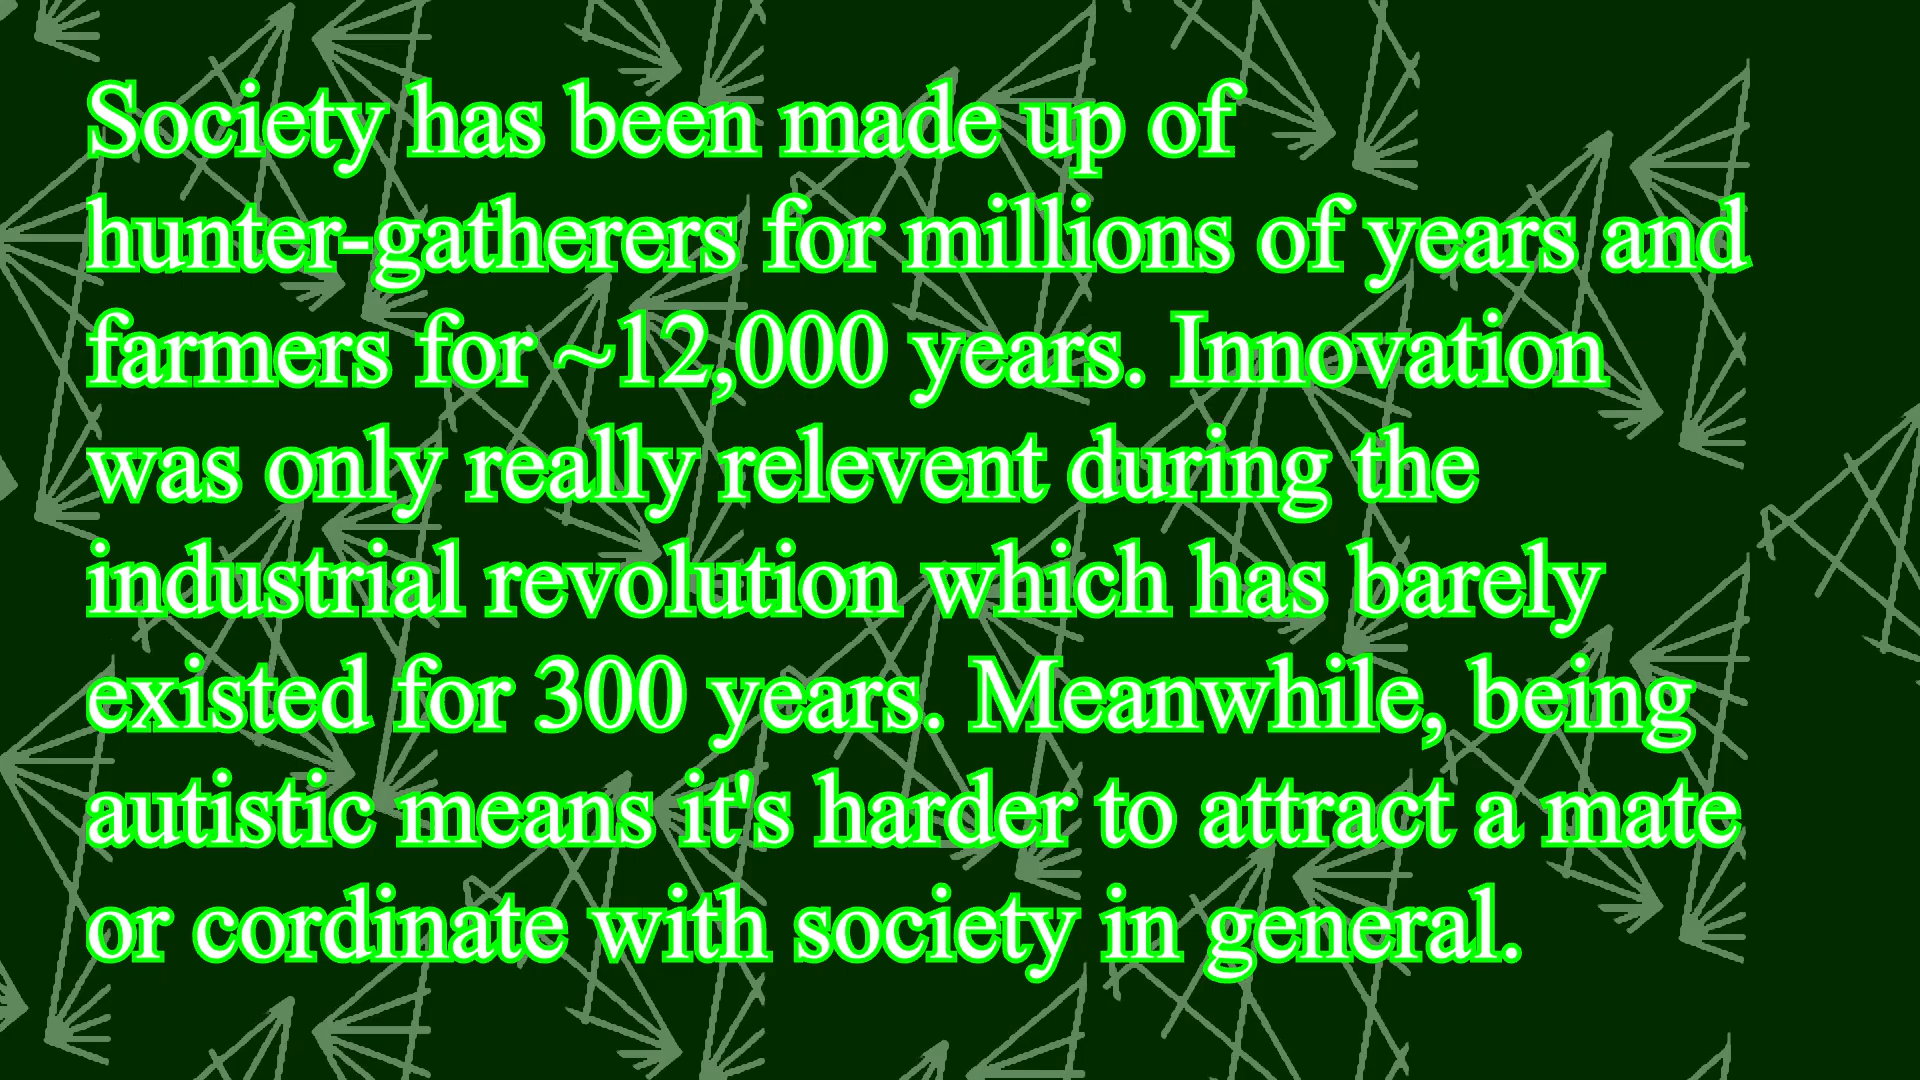 Society has been made up of
hunter-gatherers for millions of years and
farmers for ~12,000 years. Innovation
was only really relevent during the
industrial revolution which has barely
existed for 300 years. Meanwhile, being
autistic means it's harder to attract a mate
or cordinate with society in general.